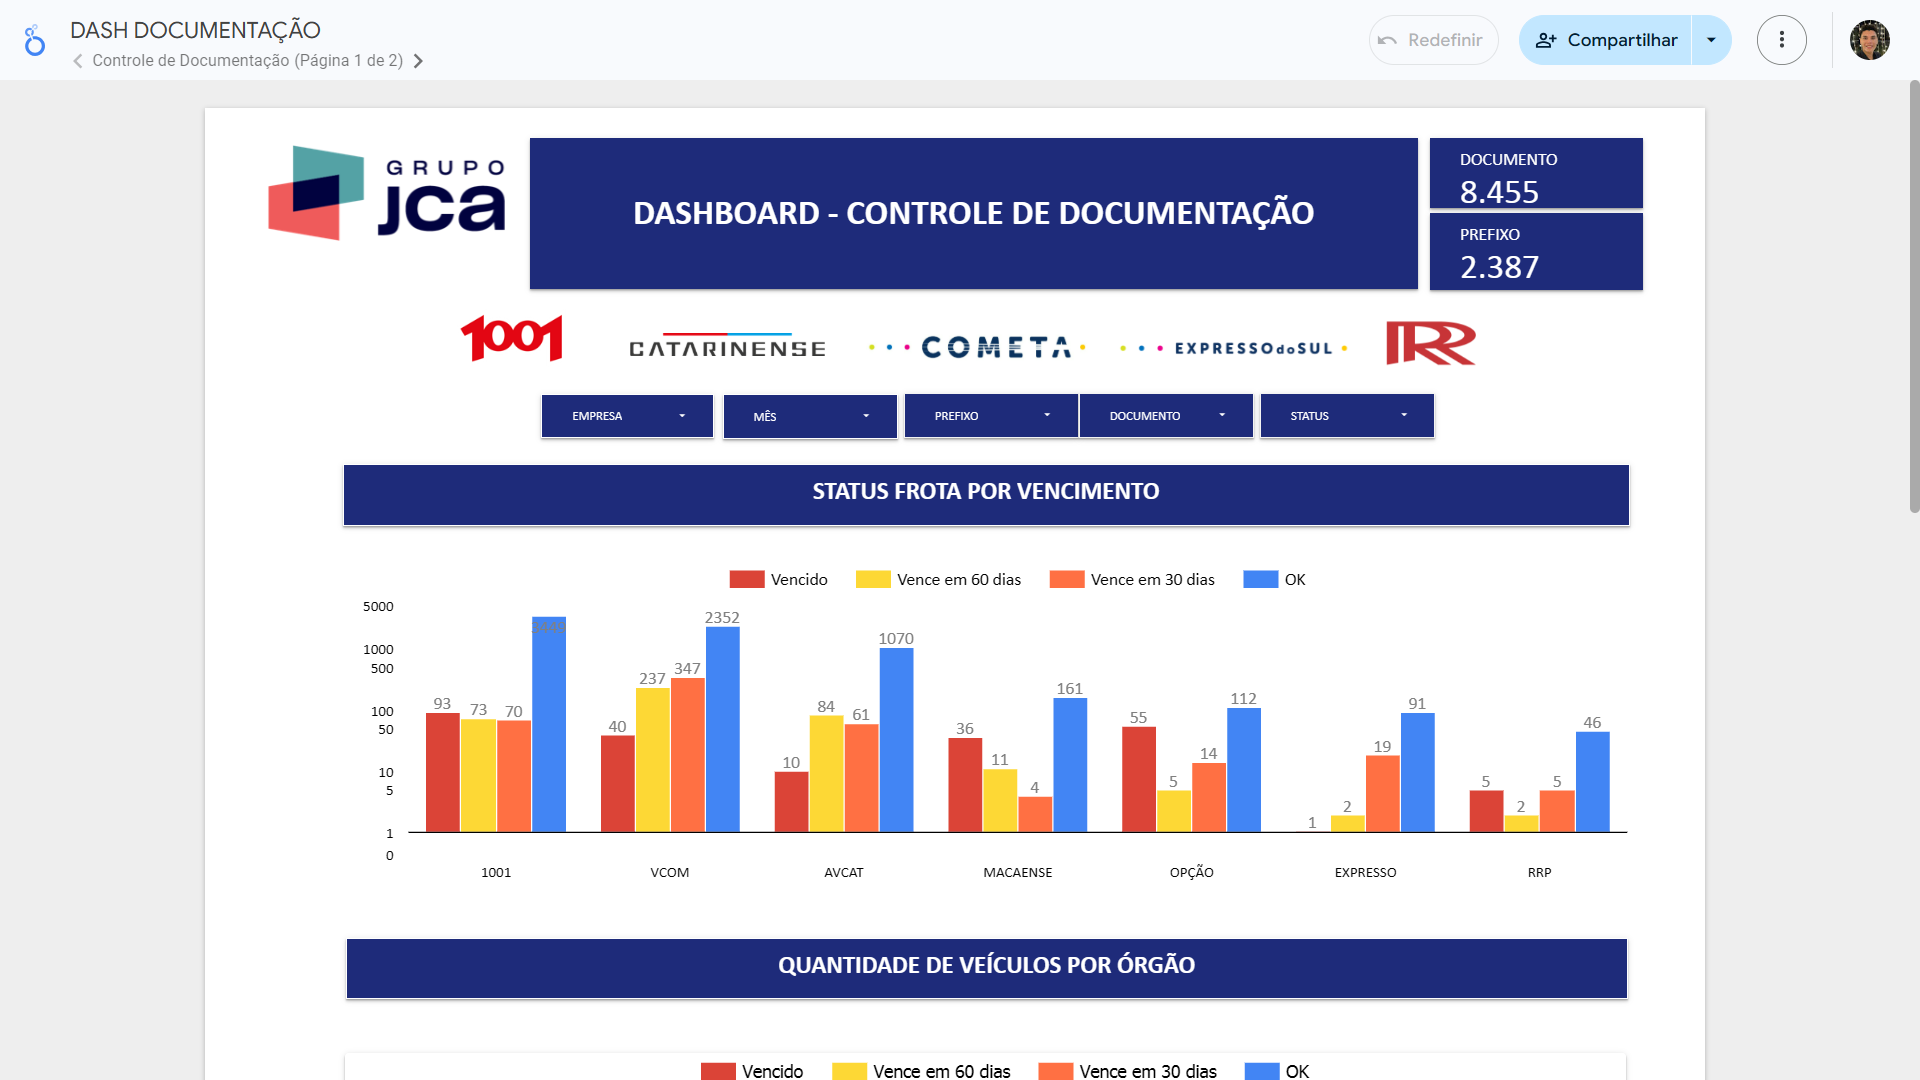 DASH DOCUMENTAÇÃO
Controle de Documentação (Página 1 de 2)
Redefinir
Compartilhar
GRUPO
jca
DASHBOARD - CONTROLE DE DOCUMENTAÇÃO
DOCUMENTO
8.455
PREFIXO
2.387
1001
CATARINENSE
COMETA
EXPRESSOdoSUL
RR
EMPRESA
MÊS
PREFIXO
DOCUMENTO
STATUS
STATUS FROTA POR VENCIMENTO
Vencido
Vence em 60 dias
Vence em 30 dias
OK
5000
1000
500
100
50
10
5
1
0
93
73
70
40
237
347
2352
10
84
61
1070
36
11
4
161
55
5
14
112
1
2
19
91
5
2
5
46
1001
VCOM
AVCAT
MACAENSE
OPÇÃO
EXPRESSO
RRP
QUANTIDADE DE VEÍCULOS POR ÓRGÃO
Vencido
Vence em 60 dias
Vence em 30 dias
OK